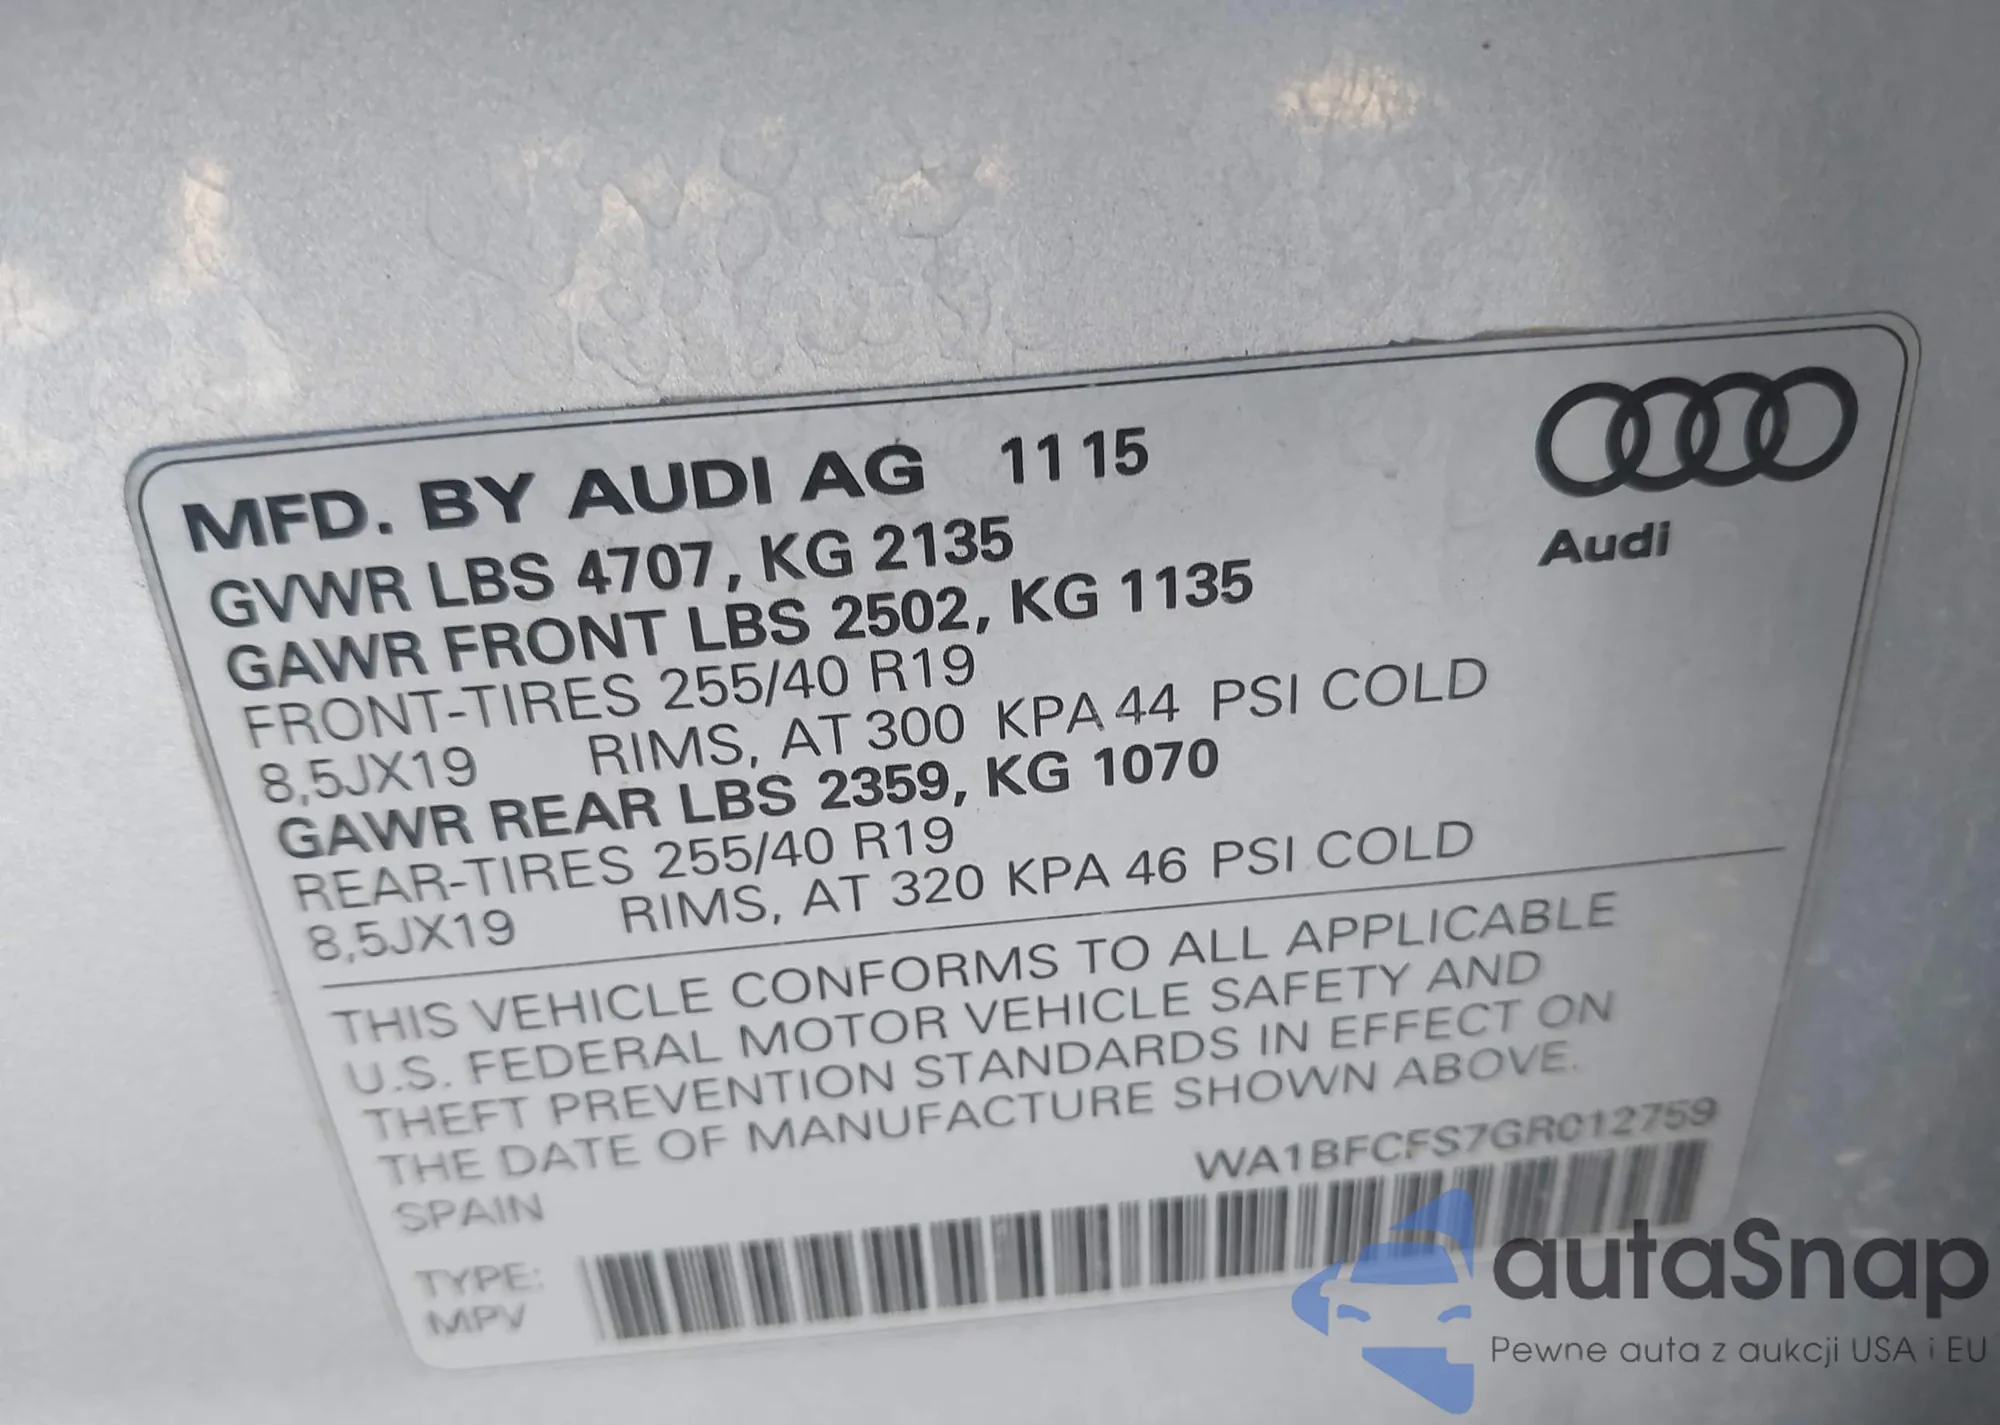 MFD. BY AUDI AG 11 15
Audi
GVWR LBS 4707, KG 2135
GAWR FRONT LBS 2502, KG 1135
FRONT-TIRES 255/40 R19
8,5JX19 RIMS, AT 300 KPA 44 PSI COLD
GAWR REAR LBS 2359, KG 1070
REAR-TIRES 255/40 R19
8,5JX19 RIMS, AT 320 KPA 46 PSI COLD
THIS VEHICLE CONFORMS TO ALL APPLICABLE
U.S. FEDERAL MOTOR VEHICLE SAFETY AND
THEFT PREVENTION STANDARDS IN EFFECT ON
THE DATE OF MANUFACTURE SHOWN ABOVE.
SPAIN WA1BFCFS7GR012759
TYPE:
MPV
autaSnap
Pewne auta z aukcji USA i EU